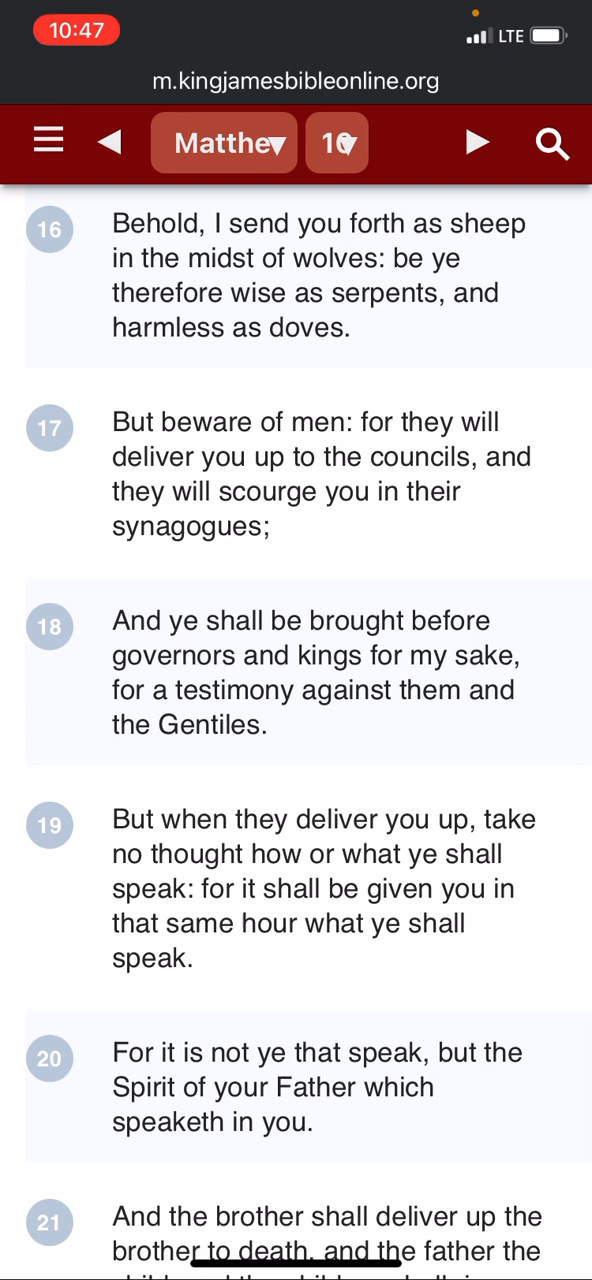 10:47
LTE
m.kingjamesbibleonline.org
Matthe
16
Behold, I send you forth as sheep
in the midst of wolves: be ye
therefore wise as serpents, and
harmless as doves.
17
But beware of men: for they will
deliver you up to the councils, and
they will scourge you in their
synagogues;
18
And ye shall be brought before
governors and kings for my sake,
for a testimony against them and
the Gentiles.
19
But when they deliver you up, take
no thought how or what ye shall
speak: for it shall be given you in
that same hour what ye shall
speak.
20
For it is not ye that speak, but the
Spirit of your Father which
speaketh in you.
21
And the brother shall deliver up the
brother to death, and the father the